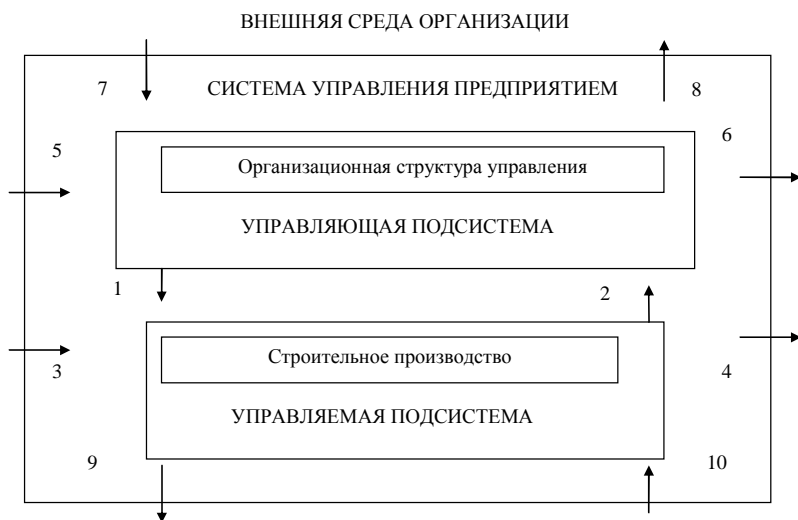 ВНЕШНЯЯ СРЕДА ОРГАНИЗАЦИИ
7
СИСТЕМА УПРАВЛЕНИЯ ПРЕДПРИЯТИЕМ
8
5
6
Организационная структура управления
УПРАВЛЯЮЩАЯ ПОДСИСТЕМА
1
2
Строительное производство
3
4
УПРАВЛЯЕМАЯ ПОДСИСТЕМА
9
10